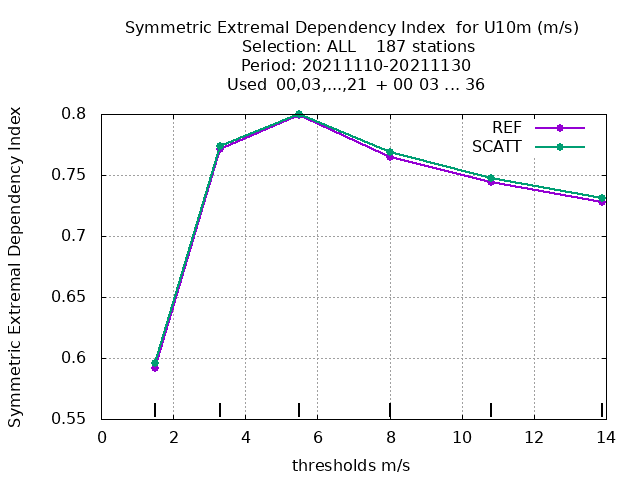 Symmetric Extremal Dependency Index  for U10m (m/s)
Selection: ALL    187 stations
Period: 20211110-20211130
Used  00,03,...,21  + 00 03 ... 36
REF
SCATT
Symmetric Extremal Dependency Index
0.8
0.75
0.7
0.65
0.6
0.55
0 2 4 6 8 10 12 14
thresholds m/s